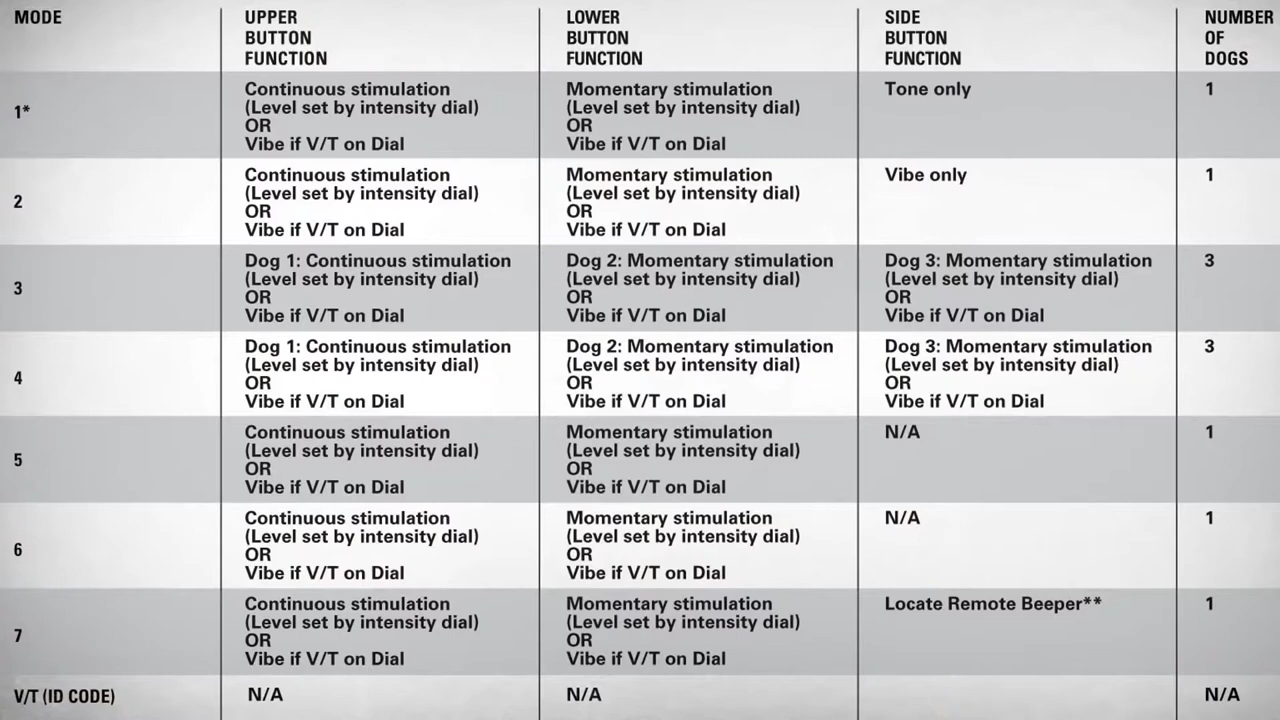 MODE
UPPER
BUTTON
FUNCTION
LOWER
BUTTON
FUNCTION
SIDE
BUTTON
FUNCTION
NUMBER
OF
DOGS
1*
Continuous stimulation
(Level set by intensity dial)
OR
Vibe if V/T on Dial
Momentary stimulation
(Level set by intensity dial)
OR
Vibe if V/T on Dial
Tone only
1
2
Continuous stimulation
(Level set by intensity dial)
OR
Vibe if V/T on Dial
Momentary stimulation
(Level set by intensity dial)
OR
Vibe if V/T on Dial
Vibe only
1
3
Dog 1: Continuous stimulation
(Level set by intensity dial)
OR
Vibe if V/T on Dial
Dog 2: Momentary stimulation
(Level set by intensity dial)
OR
Vibe if V/T on Dial
Dog 3: Momentary stimulation
(Level set by intensity dial)
OR
Vibe if V/T on Dial
3
4
Dog 1: Continuous stimulation
(Level set by intensity dial)
OR
Vibe if V/T on Dial
Dog 2: Momentary stimulation
(Level set by intensity dial)
OR
Vibe if V/T on Dial
Dog 3: Momentary stimulation
(Level set by intensity dial)
OR
Vibe if V/T on Dial
3
5
Continuous stimulation
(Level set by intensity dial)
OR
Vibe if V/T on Dial
Momentary stimulation
(Level set by intensity dial)
OR
Vibe if V/T on Dial
N/A
1
6
Continuous stimulation
(Level set by intensity dial)
OR
Vibe if V/T on Dial
Momentary stimulation
(Level set by intensity dial)
OR
Vibe if V/T on Dial
N/A
1
7
Continuous stimulation
(Level set by intensity dial)
OR
Vibe if V/T on Dial
Momentary stimulation
(Level set by intensity dial)
OR
Vibe if V/T on Dial
Locate Remote Beeper**
1
V/T (ID CODE)
N/A
N/A
N/A